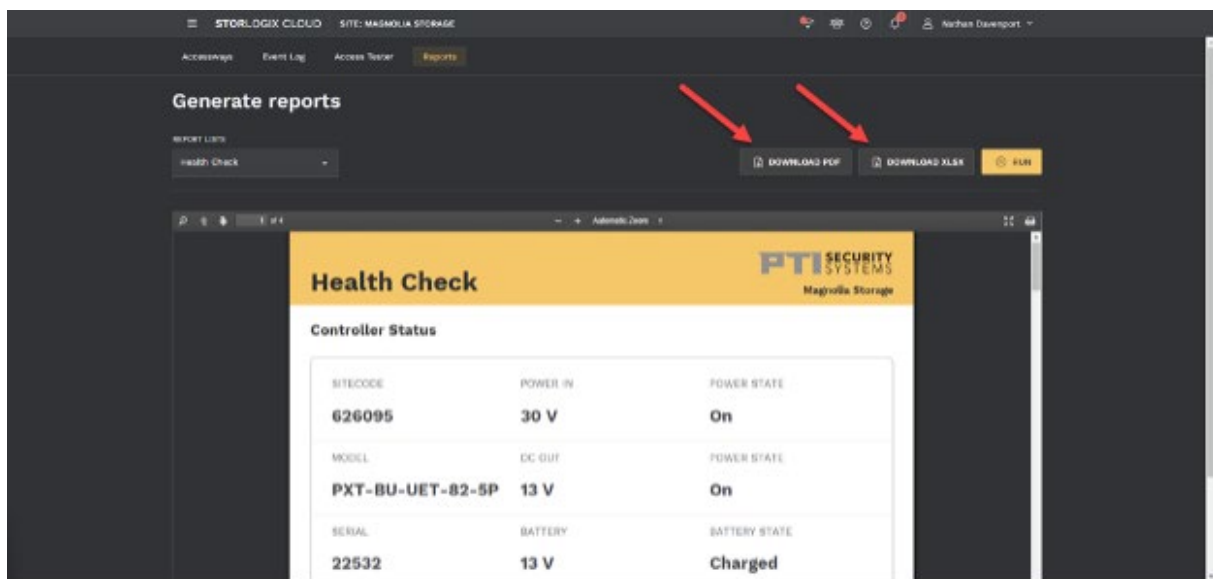 STORLOGIX CLOUD SITE: MAGNOLIA STORAGE Nathan Davenport
Accessways Event Log Access Tester Reports
Generate reports
REPORT LISTS
Health Check
DOWNLOAD PDF DOWNLOAD XLSX RUN
1 of 4 Automatic Zoom
PTI SECURITY SYSTEMS
Health Check
Magnolia Storage
Controller Status
SITECODE POWER IN POWER STATE
626095 30 V On
MODEL DC OUT POWER STATE
PXT-BU-UET-82-5P 13 V On
SERIAL BATTERY BATTERY STATE
22532 13 V Charged